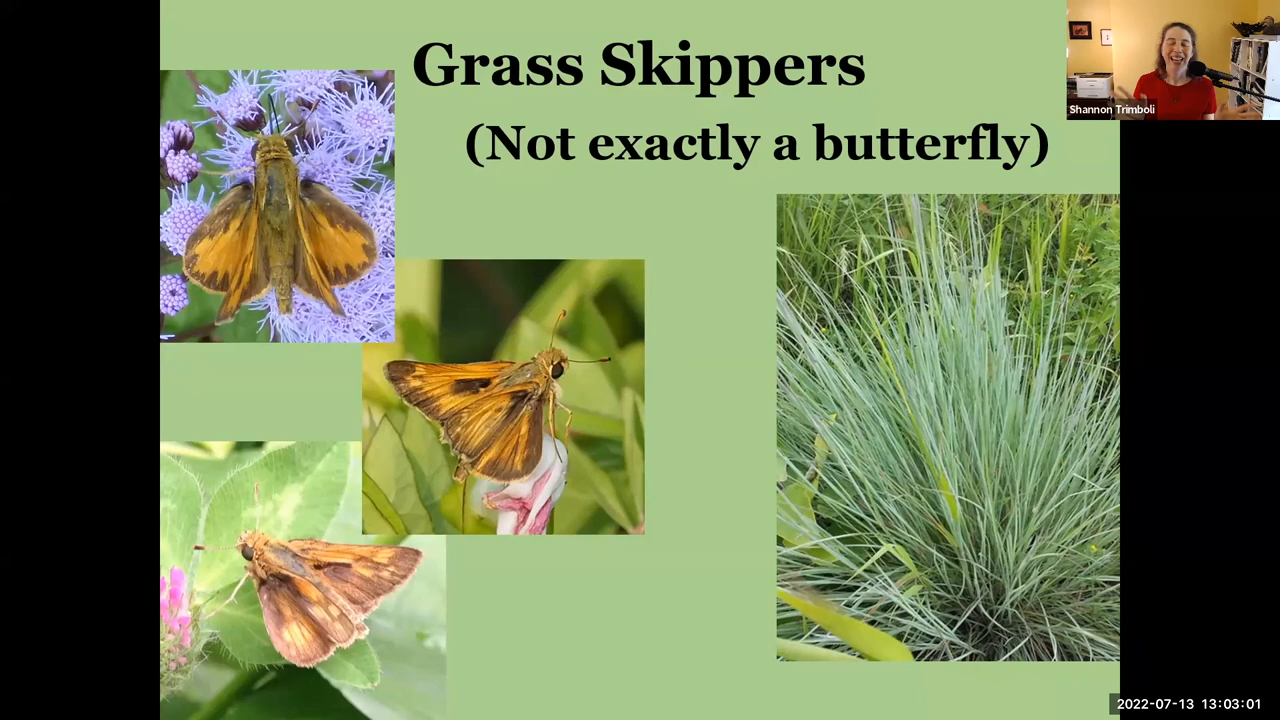 Grass Skippers
(Not exactly a butterfly)
Shannon Trimboli
2022-07-13 13:03:01